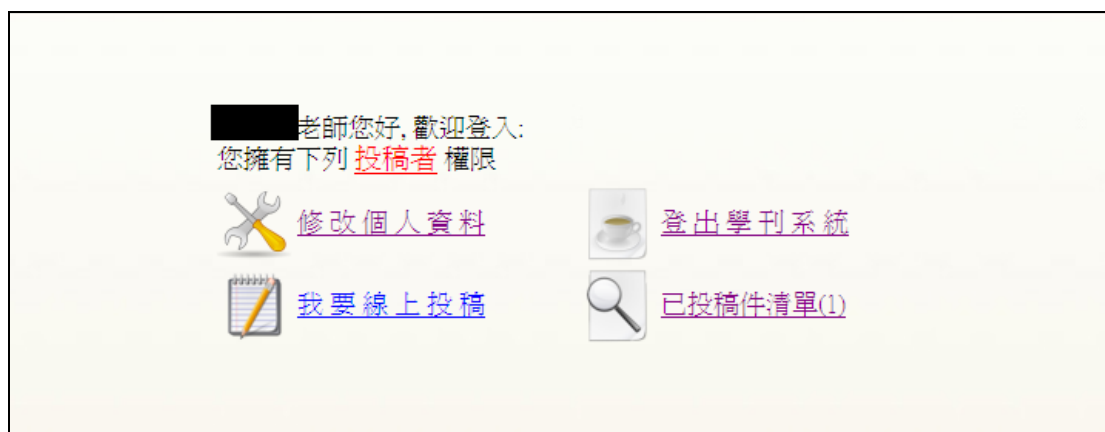 老師您好, 歡迎登入:
您擁有下列 投稿者 權限
修改個人資料
登出學刊系統
我要線上投稿
已投稿件清單(1)